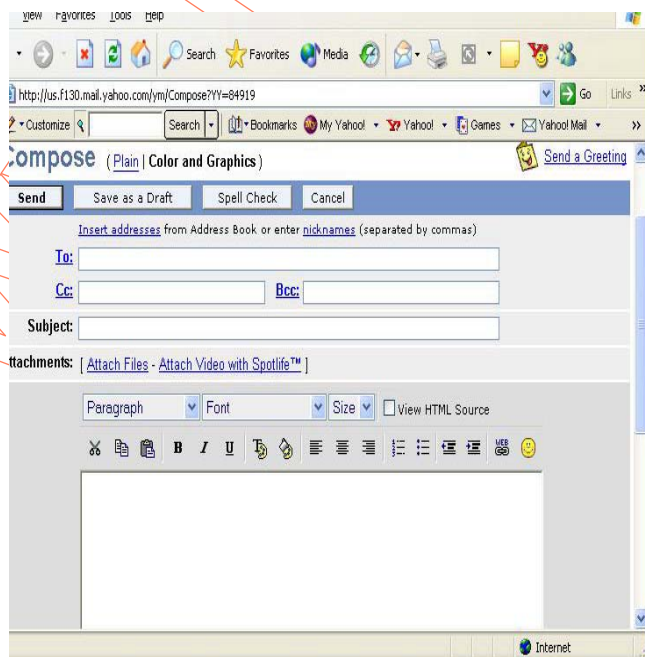 View Favorites Tools Help
Search Favorites Media
http://us.f130.mail.yahoo.com/ym/Compose?YY=84919 Go Links »
Customize Search Bookmarks My Yahoo! Yahoo! Games Yahoo! Mail »
Compose ( Plain | Color and Graphics ) Send a Greeting
Send Save as a Draft Spell Check Cancel
Insert addresses from Address Book or enter nicknames (separated by commas)
To:
Cc: Bcc:
Subject:
ttachments: [ Attach Files - Attach Video with Spotlife™ ]
Paragraph Font Size View HTML Source
B I U WEB
Internet